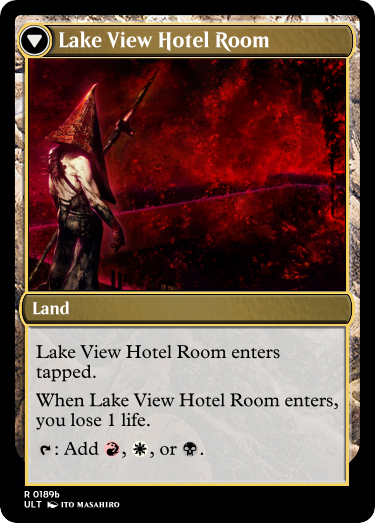 Lake View Hotel Room
Land
Lake View Hotel Room enters
tapped.
When Lake View Hotel Room enters,
you lose 1 life.
: Add , , or .
R 0189b
ULT ITO MASAHIRO